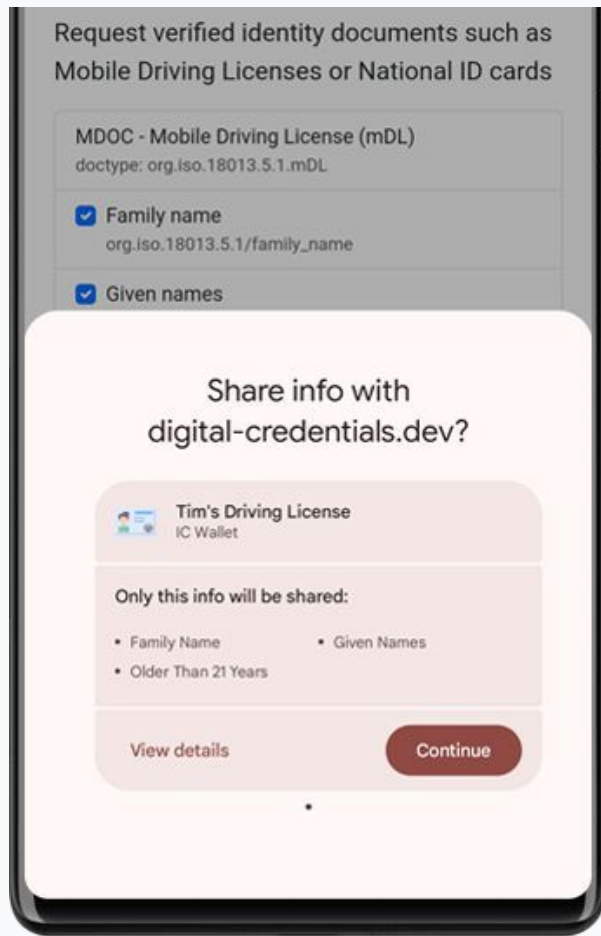 Request verified identity documents such as
Mobile Driving Licenses or National ID cards
MDOC - Mobile Driving License (mDL)
doctype: org.iso.18013.5.1.mDL
Family name
org.iso.18013.5.1/family_name
Given names
Share info with
digital-credentials.dev?
Tim's Driving License
IC Wallet
Only this info will be shared:
• Family Name
• Given Names
• Older Than 21 Years
View details
Continue